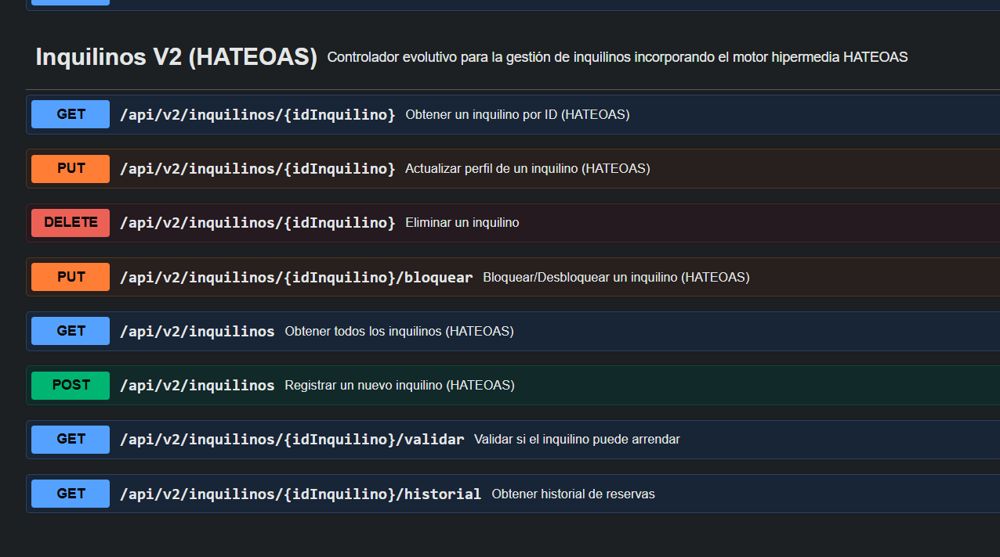 Inquilinos V2 (HATEOAS) Controlador evolutivo para la gestión de inquilinos incorporando el motor hipermedia HATEOAS
GET /api/v2/inquilinos/{idInquilino} Obtener un inquilino por ID (HATEOAS)
PUT /api/v2/inquilinos/{idInquilino} Actualizar perfil de un inquilino (HATEOAS)
DELETE /api/v2/inquilinos/{idInquilino} Eliminar un inquilino
PUT /api/v2/inquilinos/{idInquilino}/bloquear Bloquear/Desbloquear un inquilino (HATEOAS)
GET /api/v2/inquilinos Obtener todos los inquilinos (HATEOAS)
POST /api/v2/inquilinos Registrar un nuevo inquilino (HATEOAS)
GET /api/v2/inquilinos/{idInquilino}/validar Validar si el inquilino puede arrendar
GET /api/v2/inquilinos/{idInquilino}/historial Obtener historial de reservas